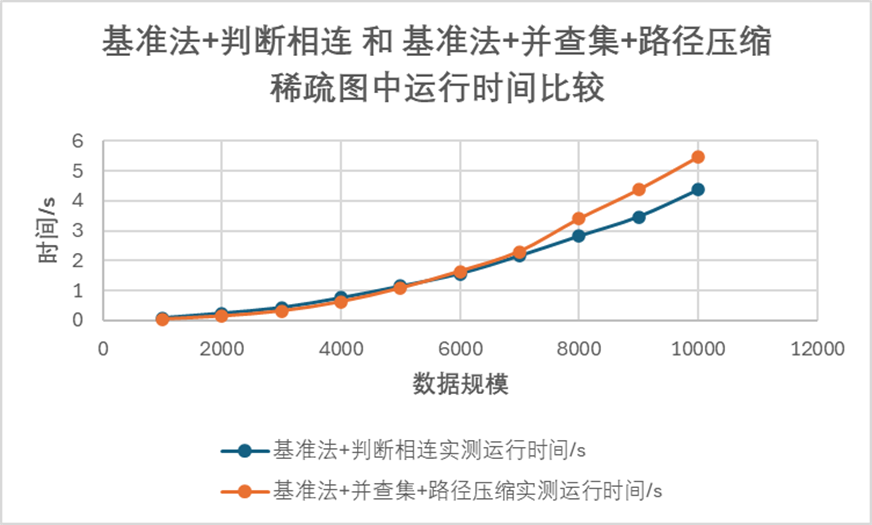 基准法+判断相连 和 基准法+并查集+路径压缩
稀疏图中运行时间比较
6
5
4
3
2
1
0
时间/s
0 2000 4000 6000 8000 10000 12000
数据规模
基准法+判断相连实测运行时间/s
基准法+并查集+路径压缩实测运行时间/s